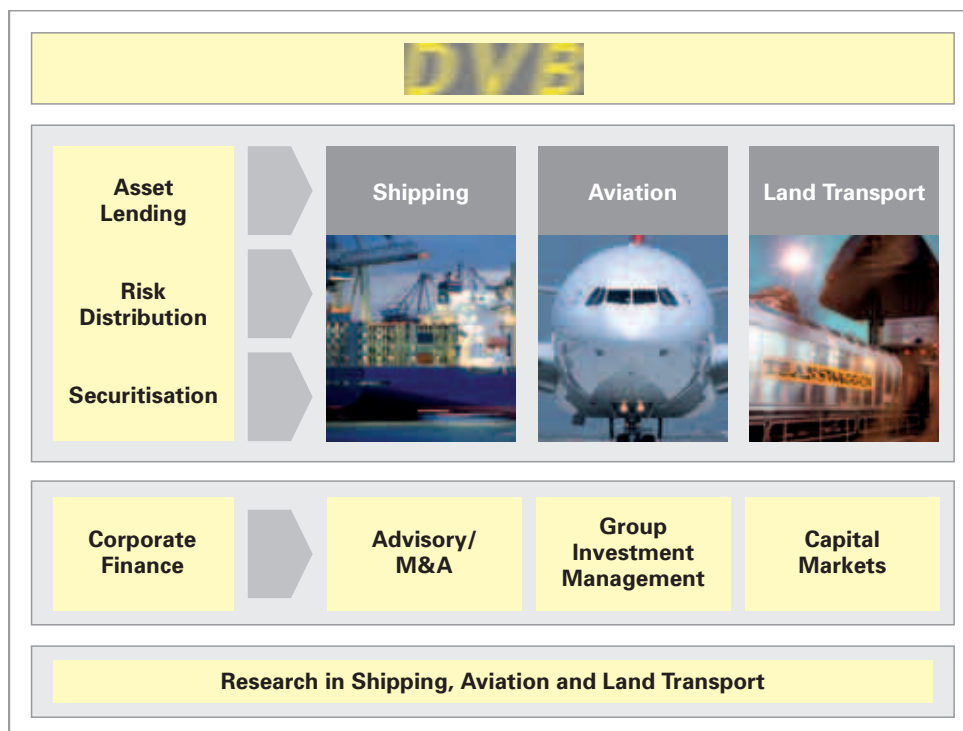 DVB
Asset
Lending
Shipping
Aviation
Land Transport
Risk
Distribution
Securitisation
TRANSWAGGON
Corporate
Finance
Advisory/
M&A
Group
Investment
Management
Capital
Markets
Research in Shipping, Aviation and Land Transport